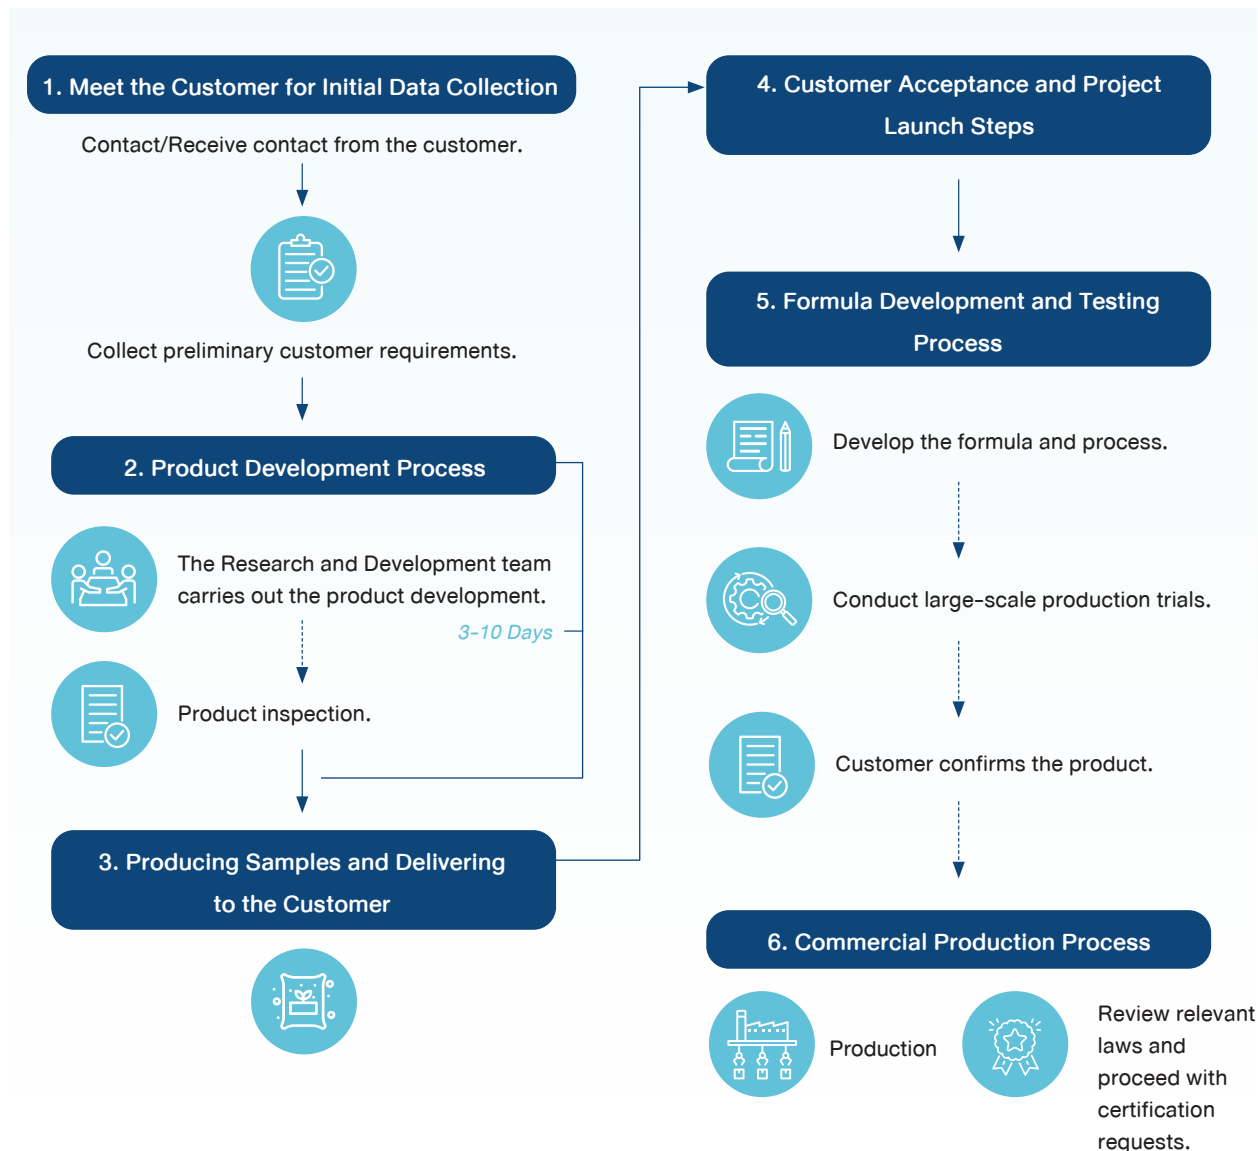 1. Meet the Customer for Initial Data Collection
Contact/Receive contact from the customer.
Collect preliminary customer requirements.
2. Product Development Process
The Research and Development team
carries out the product development.
3-10 Days
Product inspection.
3. Producing Samples and Delivering
to the Customer
4. Customer Acceptance and Project
Launch Steps
5. Formula Development and Testing
Process
Develop the formula and process.
Conduct large-scale production trials.
Customer confirms the product.
6. Commercial Production Process
Production
Review relevant
laws and
proceed with
certification
requests.